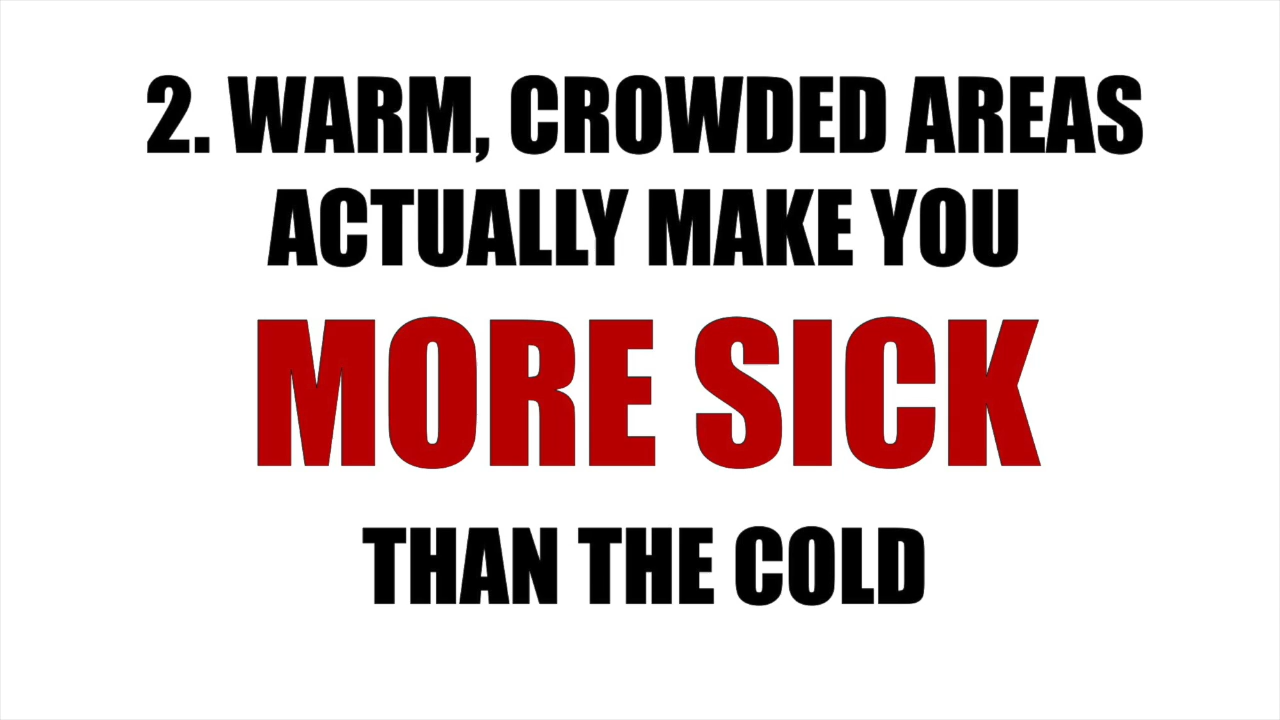 2. WARM, CROWDED AREAS
ACTUALLY MAKE YOU
MORE SICK
THAN THE COLD